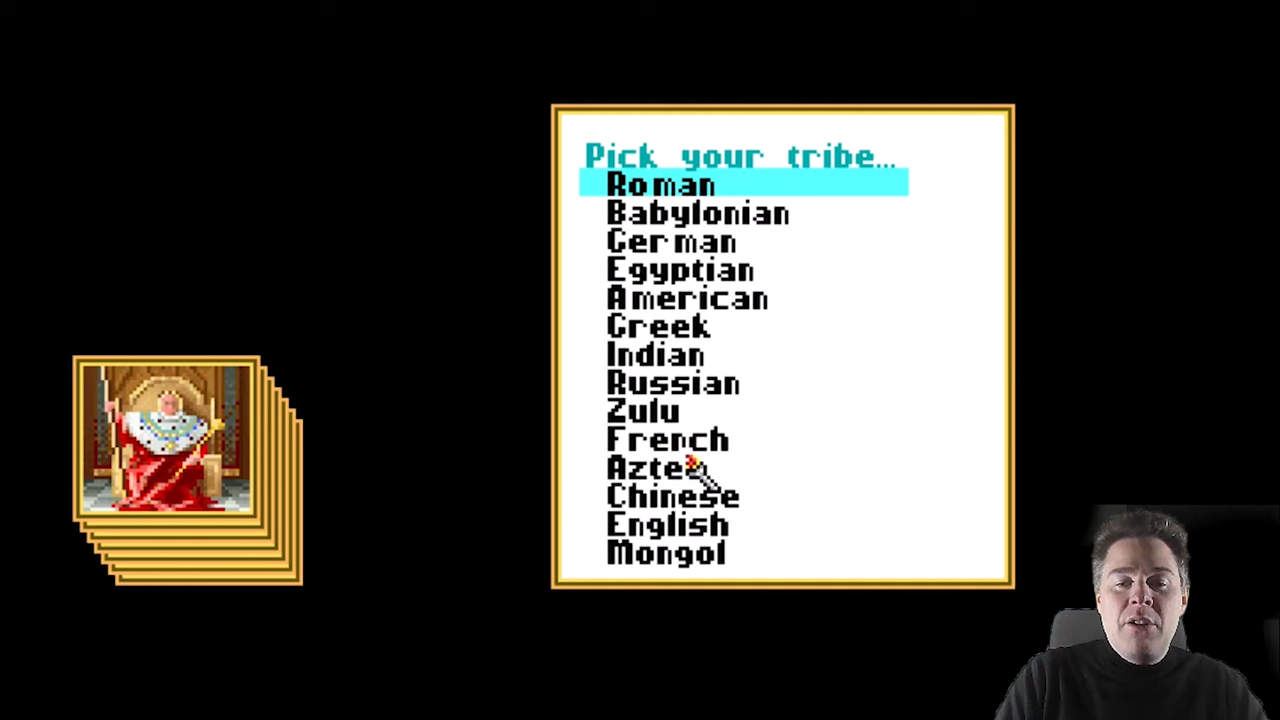 Pick your tribe...
Roman
Babylonian
German
Egyptian
American
Greek
Indian
Russian
Zulu
French
Aztec
Chinese
English
Mongol